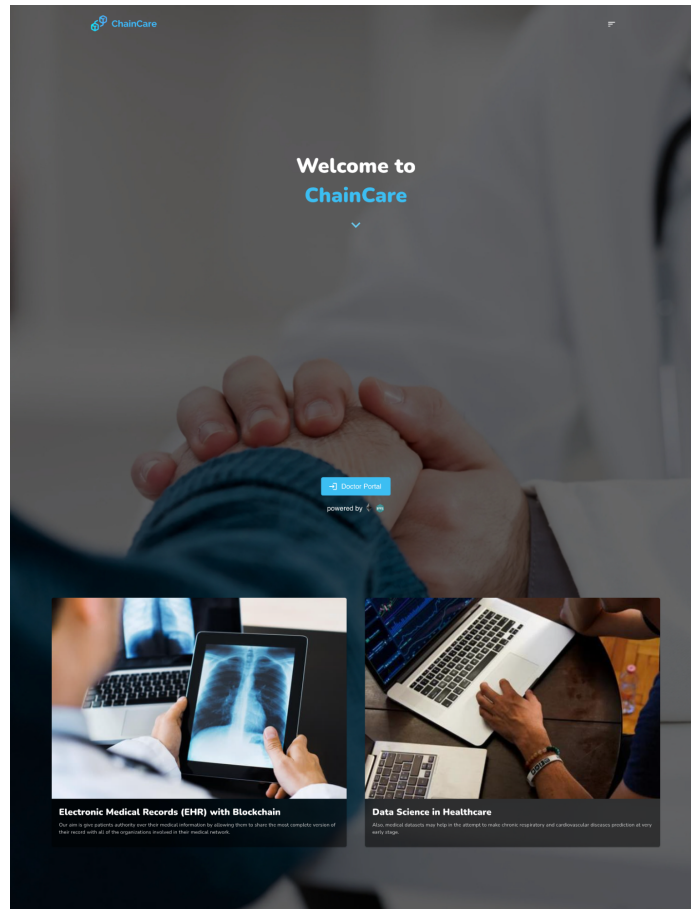 ChainCare
Welcome to
ChainCare
Doctor Portal
powered by
Electronic Medical Records (EHR) with Blockchain
Our aim is give patients authority over their medical information by allowing them to share the most complete version of
their record with all of the organizations involved in their medical network.
Data Science in Healthcare
Also, medical datasets may help in the attempt to make chronic respiratory and cardiovascular diseases prediction at very
early stage.